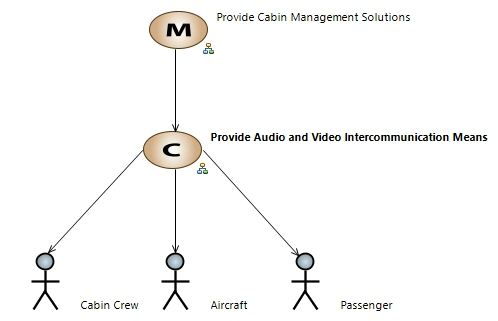 M
Provide Cabin Management Solutions
C
Provide Audio and Video Intercommunication Means
Cabin Crew
Aircraft
Passenger